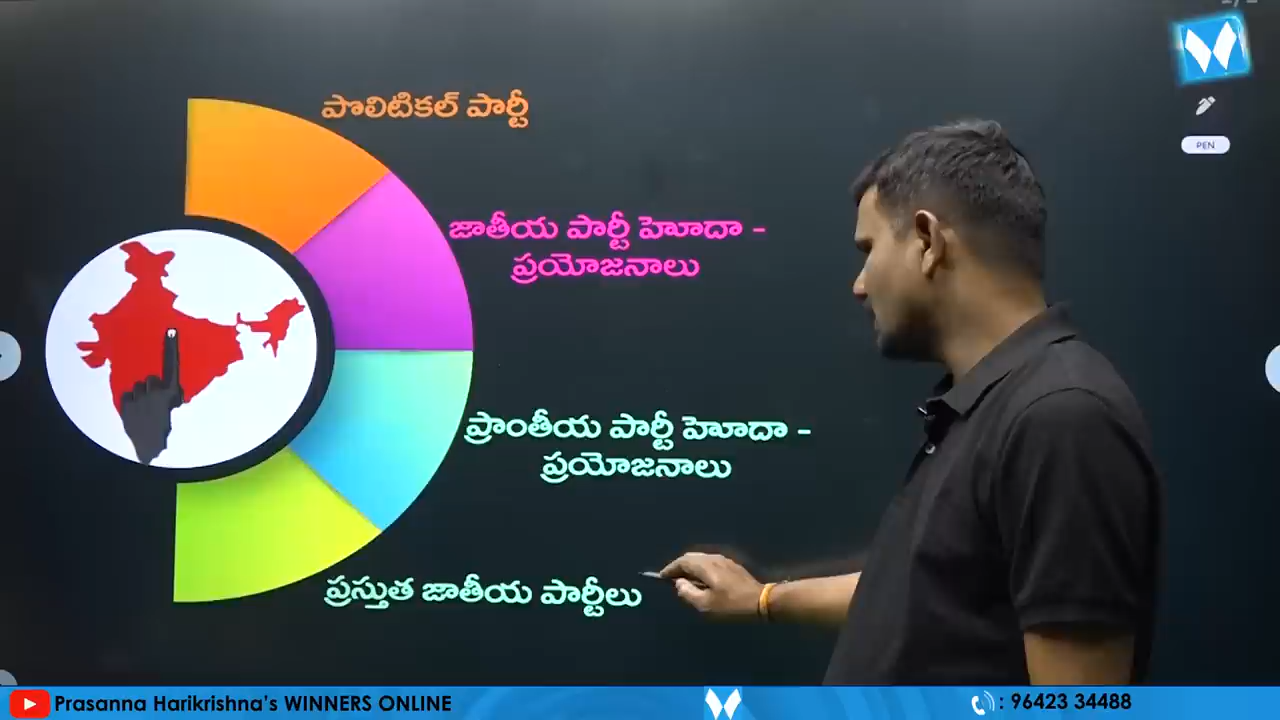 పొలిటికల్ పార్టీ
జాతీయ పార్టీ హెూదా -
ప్రయోజనాలు
ప్రాంతీయ పార్టీ హెూదా -
ప్రయోజనాలు
ప్రస్తుత జాతీయ పార్టీలు
PEN
Prasanna Harikrishna's WINNERS ONLINE
: 96423 34488